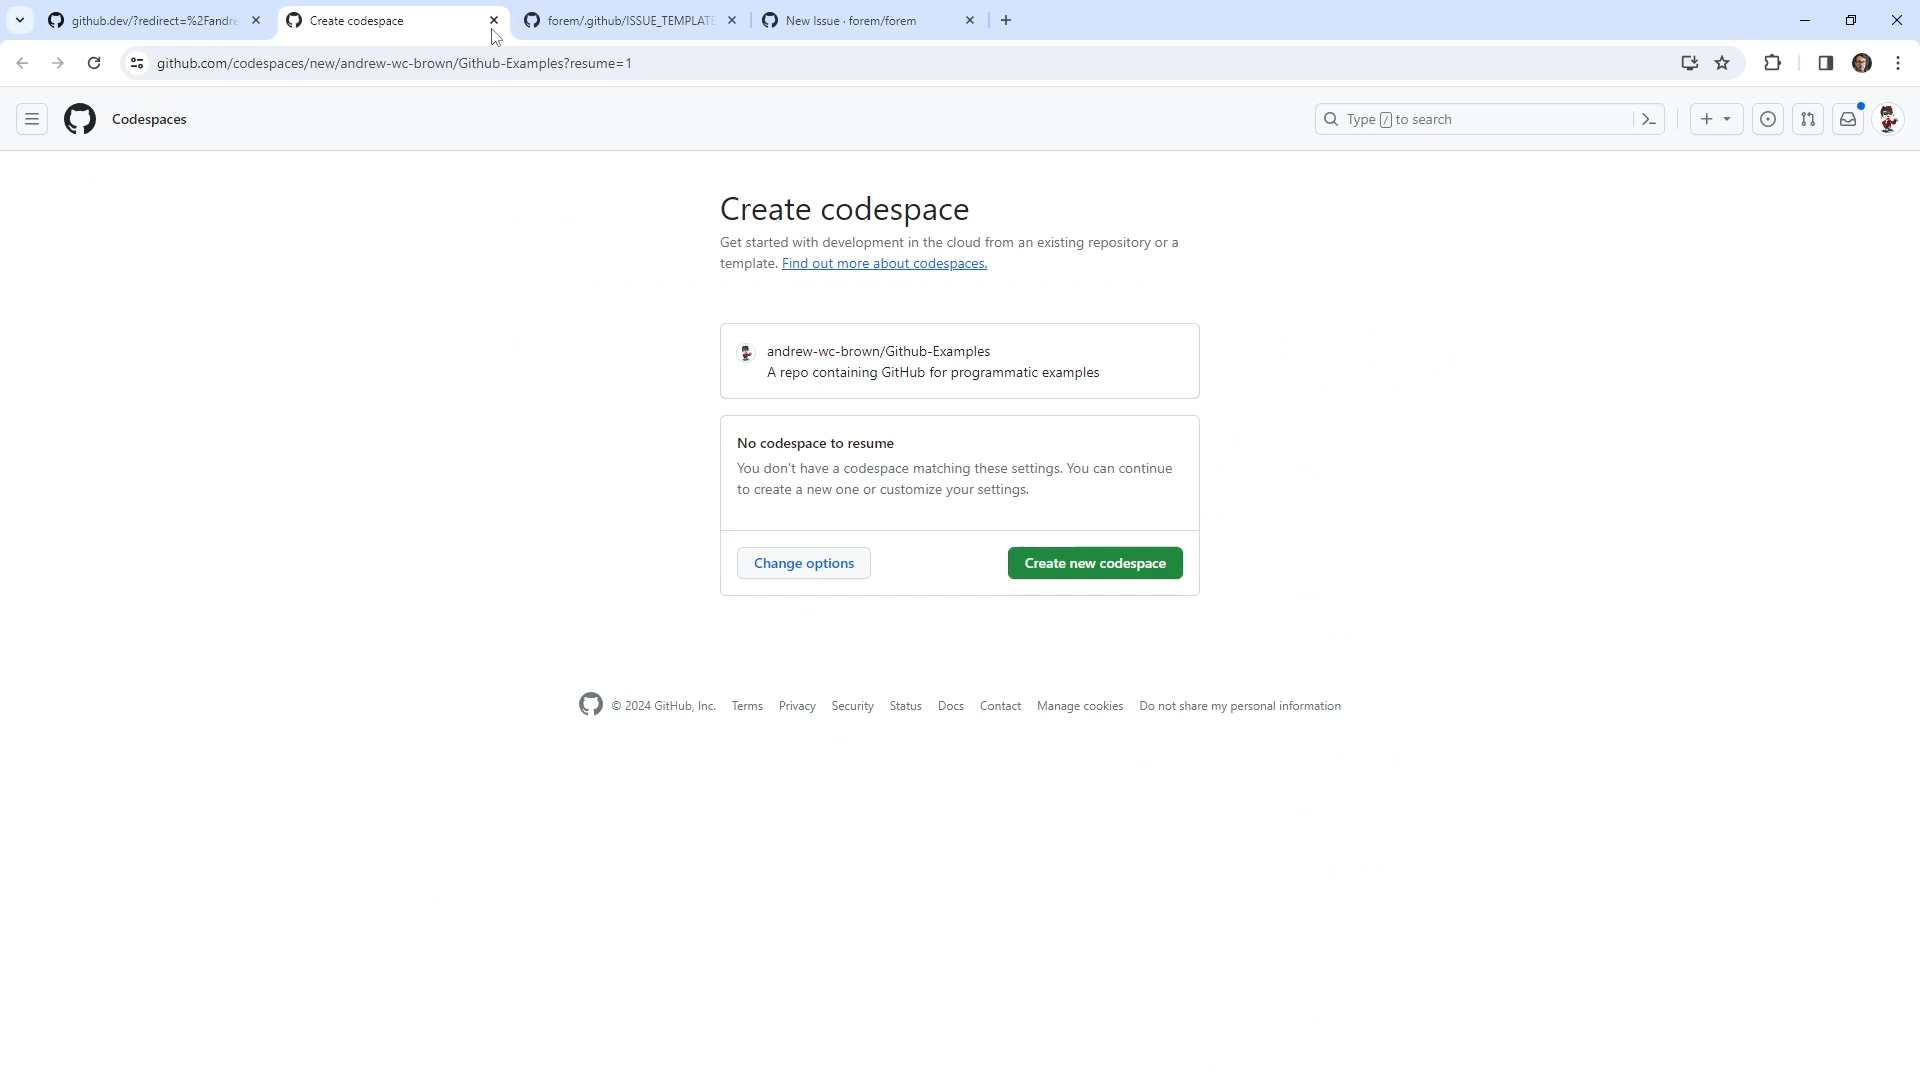 github.dev/?redirect=%2Fandre
Create codespace
forem/.github/ISSUE_TEMPLATE
New Issue · forem/forem
github.com/codespaces/new/andrew-wc-brown/Github-Examples?resume=1
Codespaces
Type / to search
Create codespace
Get started with development in the cloud from an existing repository or a
template. Find out more about codespaces.
andrew-wc-brown/Github-Examples
A repo containing GitHub for programmatic examples
No codespace to resume
You don't have a codespace matching these settings. You can continue
to create a new one or customize your settings.
Change options
Create new codespace
© 2024 GitHub, Inc. Terms Privacy Security Status Docs Contact Manage cookies Do not share my personal information